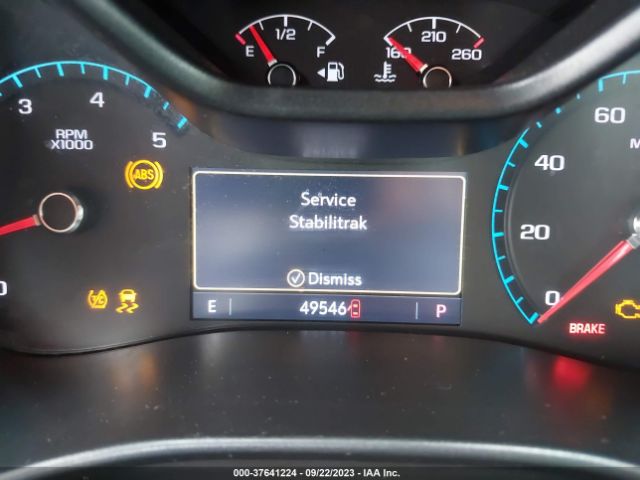 1/2
E F
210
160 260
3 4 5
RPM
X1000
ABS
0
Service
Stabilitrak
Dismiss
E 49546 P
60
M
40
20
0
BRAKE
000-37641224 | 09/22/2023 | IAA Inc.